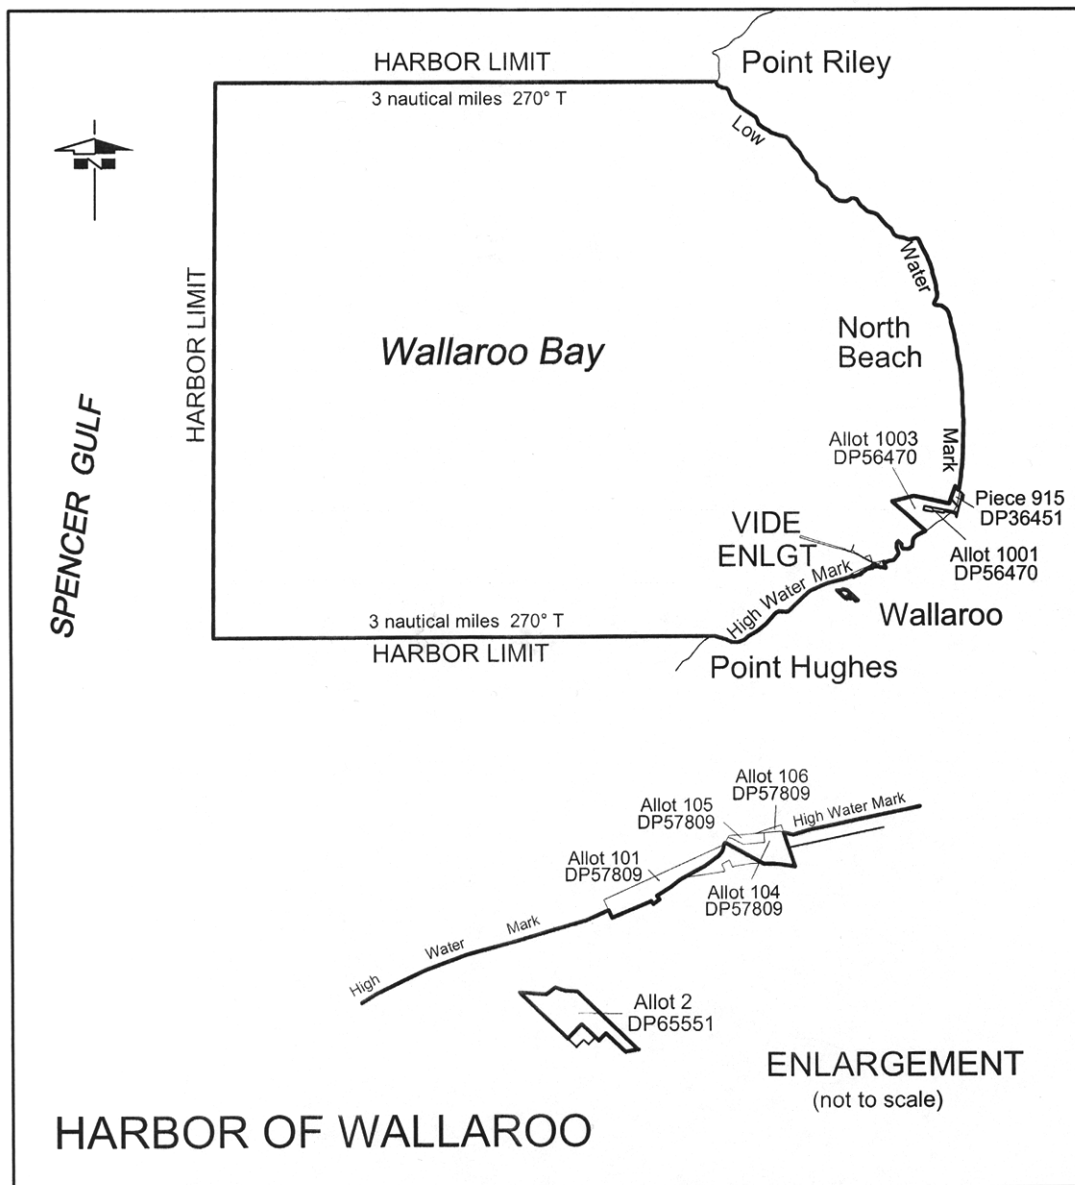 HARBOR LIMIT
Point Riley
3 nautical miles 270° T
Low
N
Water
HARBOR LIMIT
North
Beach
Wallaroo Bay
SPENCER GULF
Mark
Allot 1003
DP56470
Piece 915
DP36451
VIDE
ENLGT
Allot 1001
DP56470
High Water Mark
Wallaroo
3 nautical miles 270° T
HARBOR LIMIT
Point Hughes
Allot 106
DP57809
Allot 105
DP57809
High Water Mark
Allot 101
DP57809
Allot 104
DP57809
High Water Mark
Allot 2
DP65551
ENLARGEMENT
(not to scale)
HARBOR OF WALLAROO